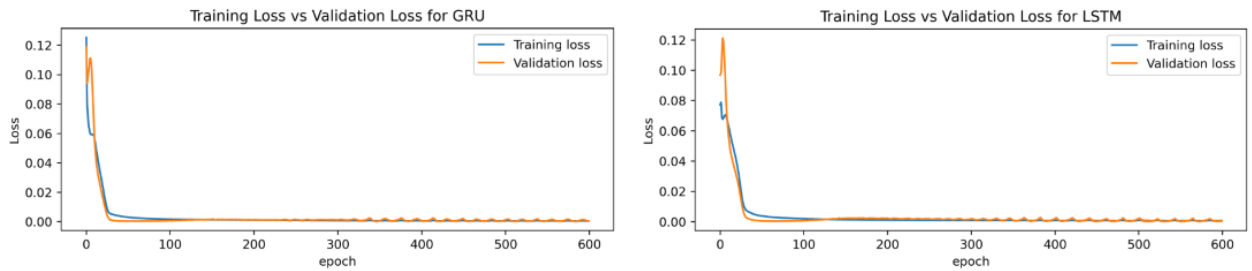 Training Loss vs Validation Loss for GRU
Training loss
Validation loss
0.12
0.10
0.08
0.06
0.04
0.02
0.00
Loss
0 100 200 300 400 500 600
epoch
Training Loss vs Validation Loss for LSTM
Training loss
Validation loss
0.12
0.10
0.08
0.06
0.04
0.02
0.00
Loss
0 100 200 300 400 500 600
epoch